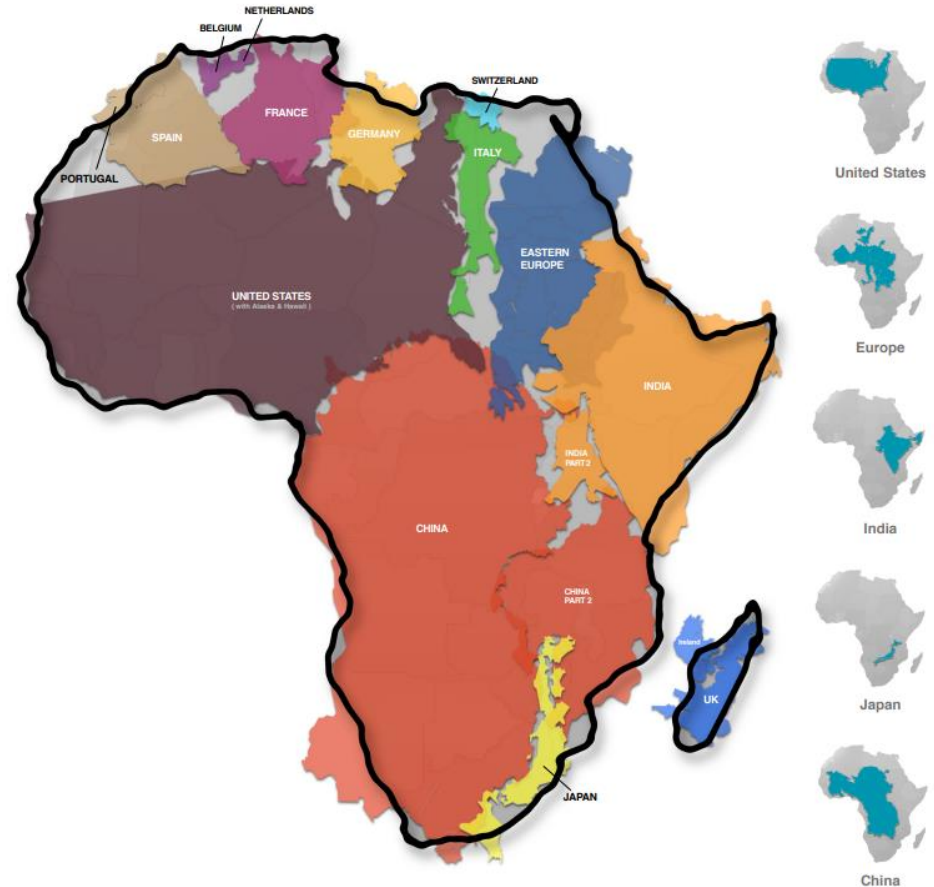 NETHERLANDS
BELGIUM
SWITZERLAND
FRANCE
GERMANY
SPAIN
ITALY
PORTUGAL
EASTERN
EUROPE
UNITED STATES
( with Alaska & Hawaii )
INDIA
INDIA
PART 2
CHINA
CHINA
PART 2
Ireland
UK
JAPAN
United States
Europe
India
Japan
China